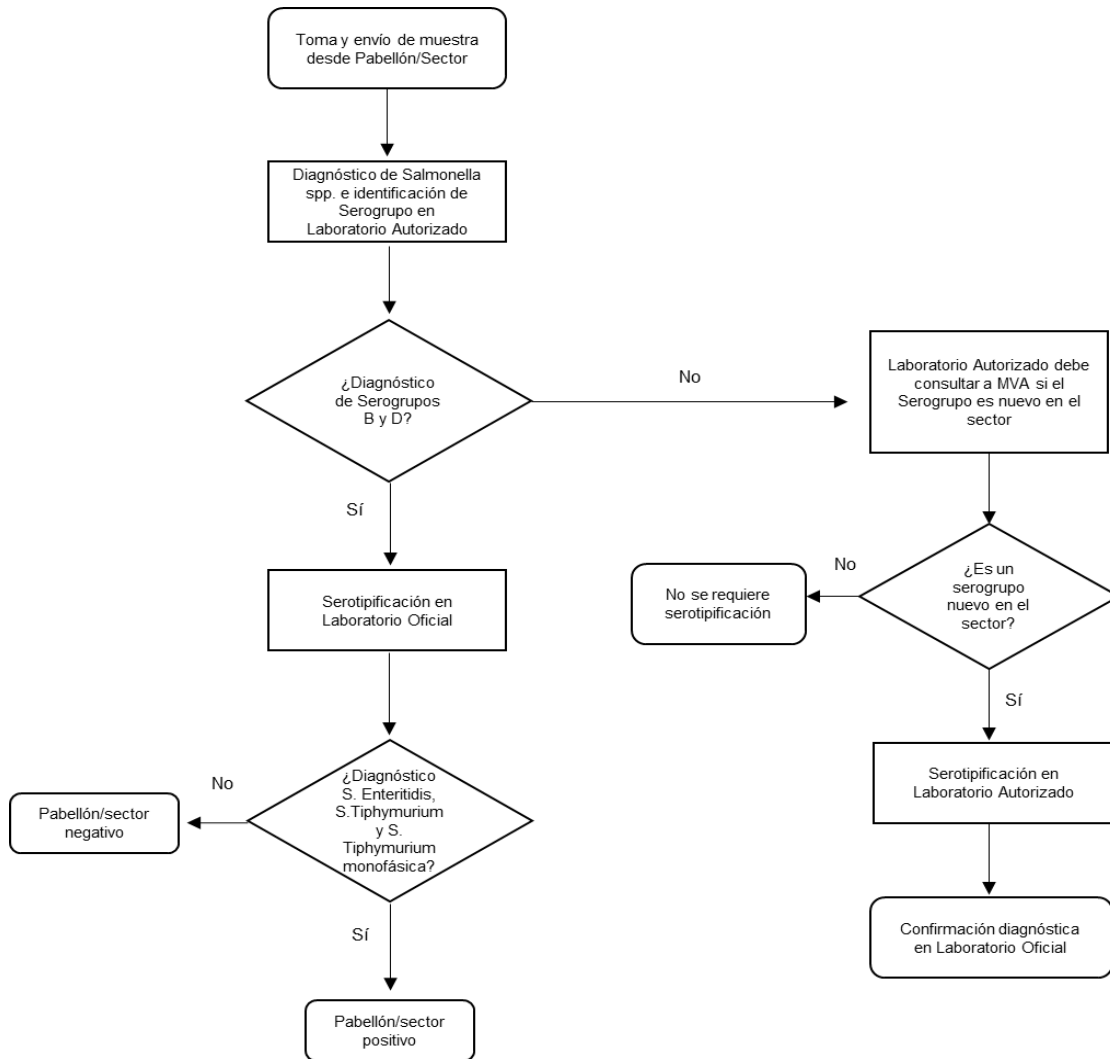 Toma y envío de muestra
desde Pabellón/Sector
Diagnóstico de Salmonella
spp. e identificación de
Serogrupo en
Laboratorio Autorizado
¿Diagnóstico
de Serogrupos
B y D?
No
Laboratorio Autorizado debe
consultar a MVA si el
Serogrupo es nuevo en el
sector
Sí
¿Es un
serogrupo
nuevo en el
sector?
No
No se requiere
serotipificación
Serotipificación en
Laboratorio Oficial
Sí
Serotipificación en
Laboratorio Autorizado
¿Diagnóstico
S. Enteritidis,
S.Tiphymurium
y S.
Tiphymurium
monofásica?
No
Pabellón/sector
negativo
Confirmación diagnóstica
en Laboratorio Oficial
Sí
Pabellón/sector
positivo